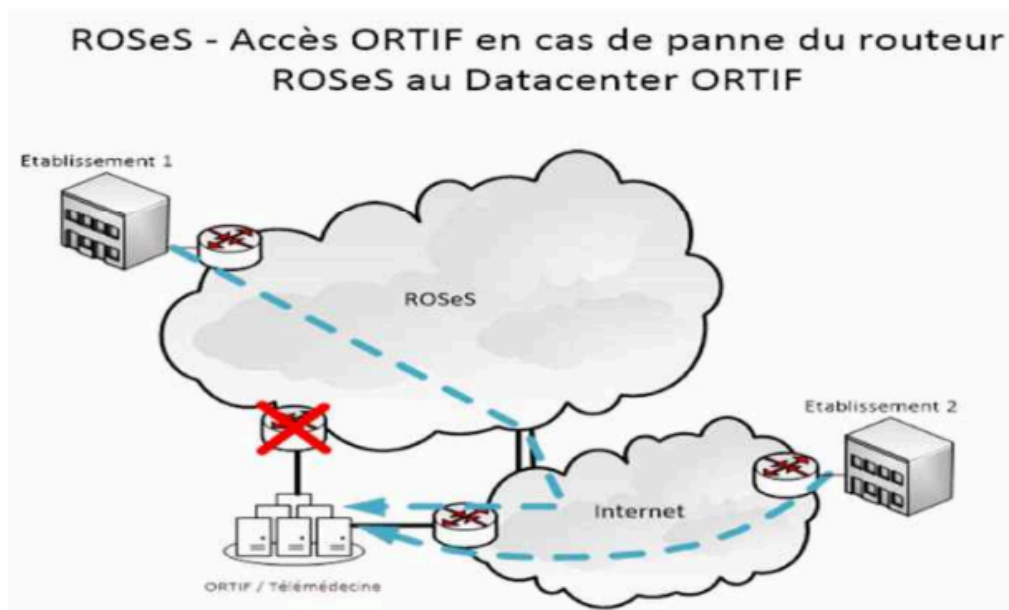 ROSeS - Accès ORTIF en cas de panne du routeur
ROSeS au Datacenter ORTIF
Etablissement 1
ROSeS
Etablissement 2
Internet
ORTIF / Télémédecine